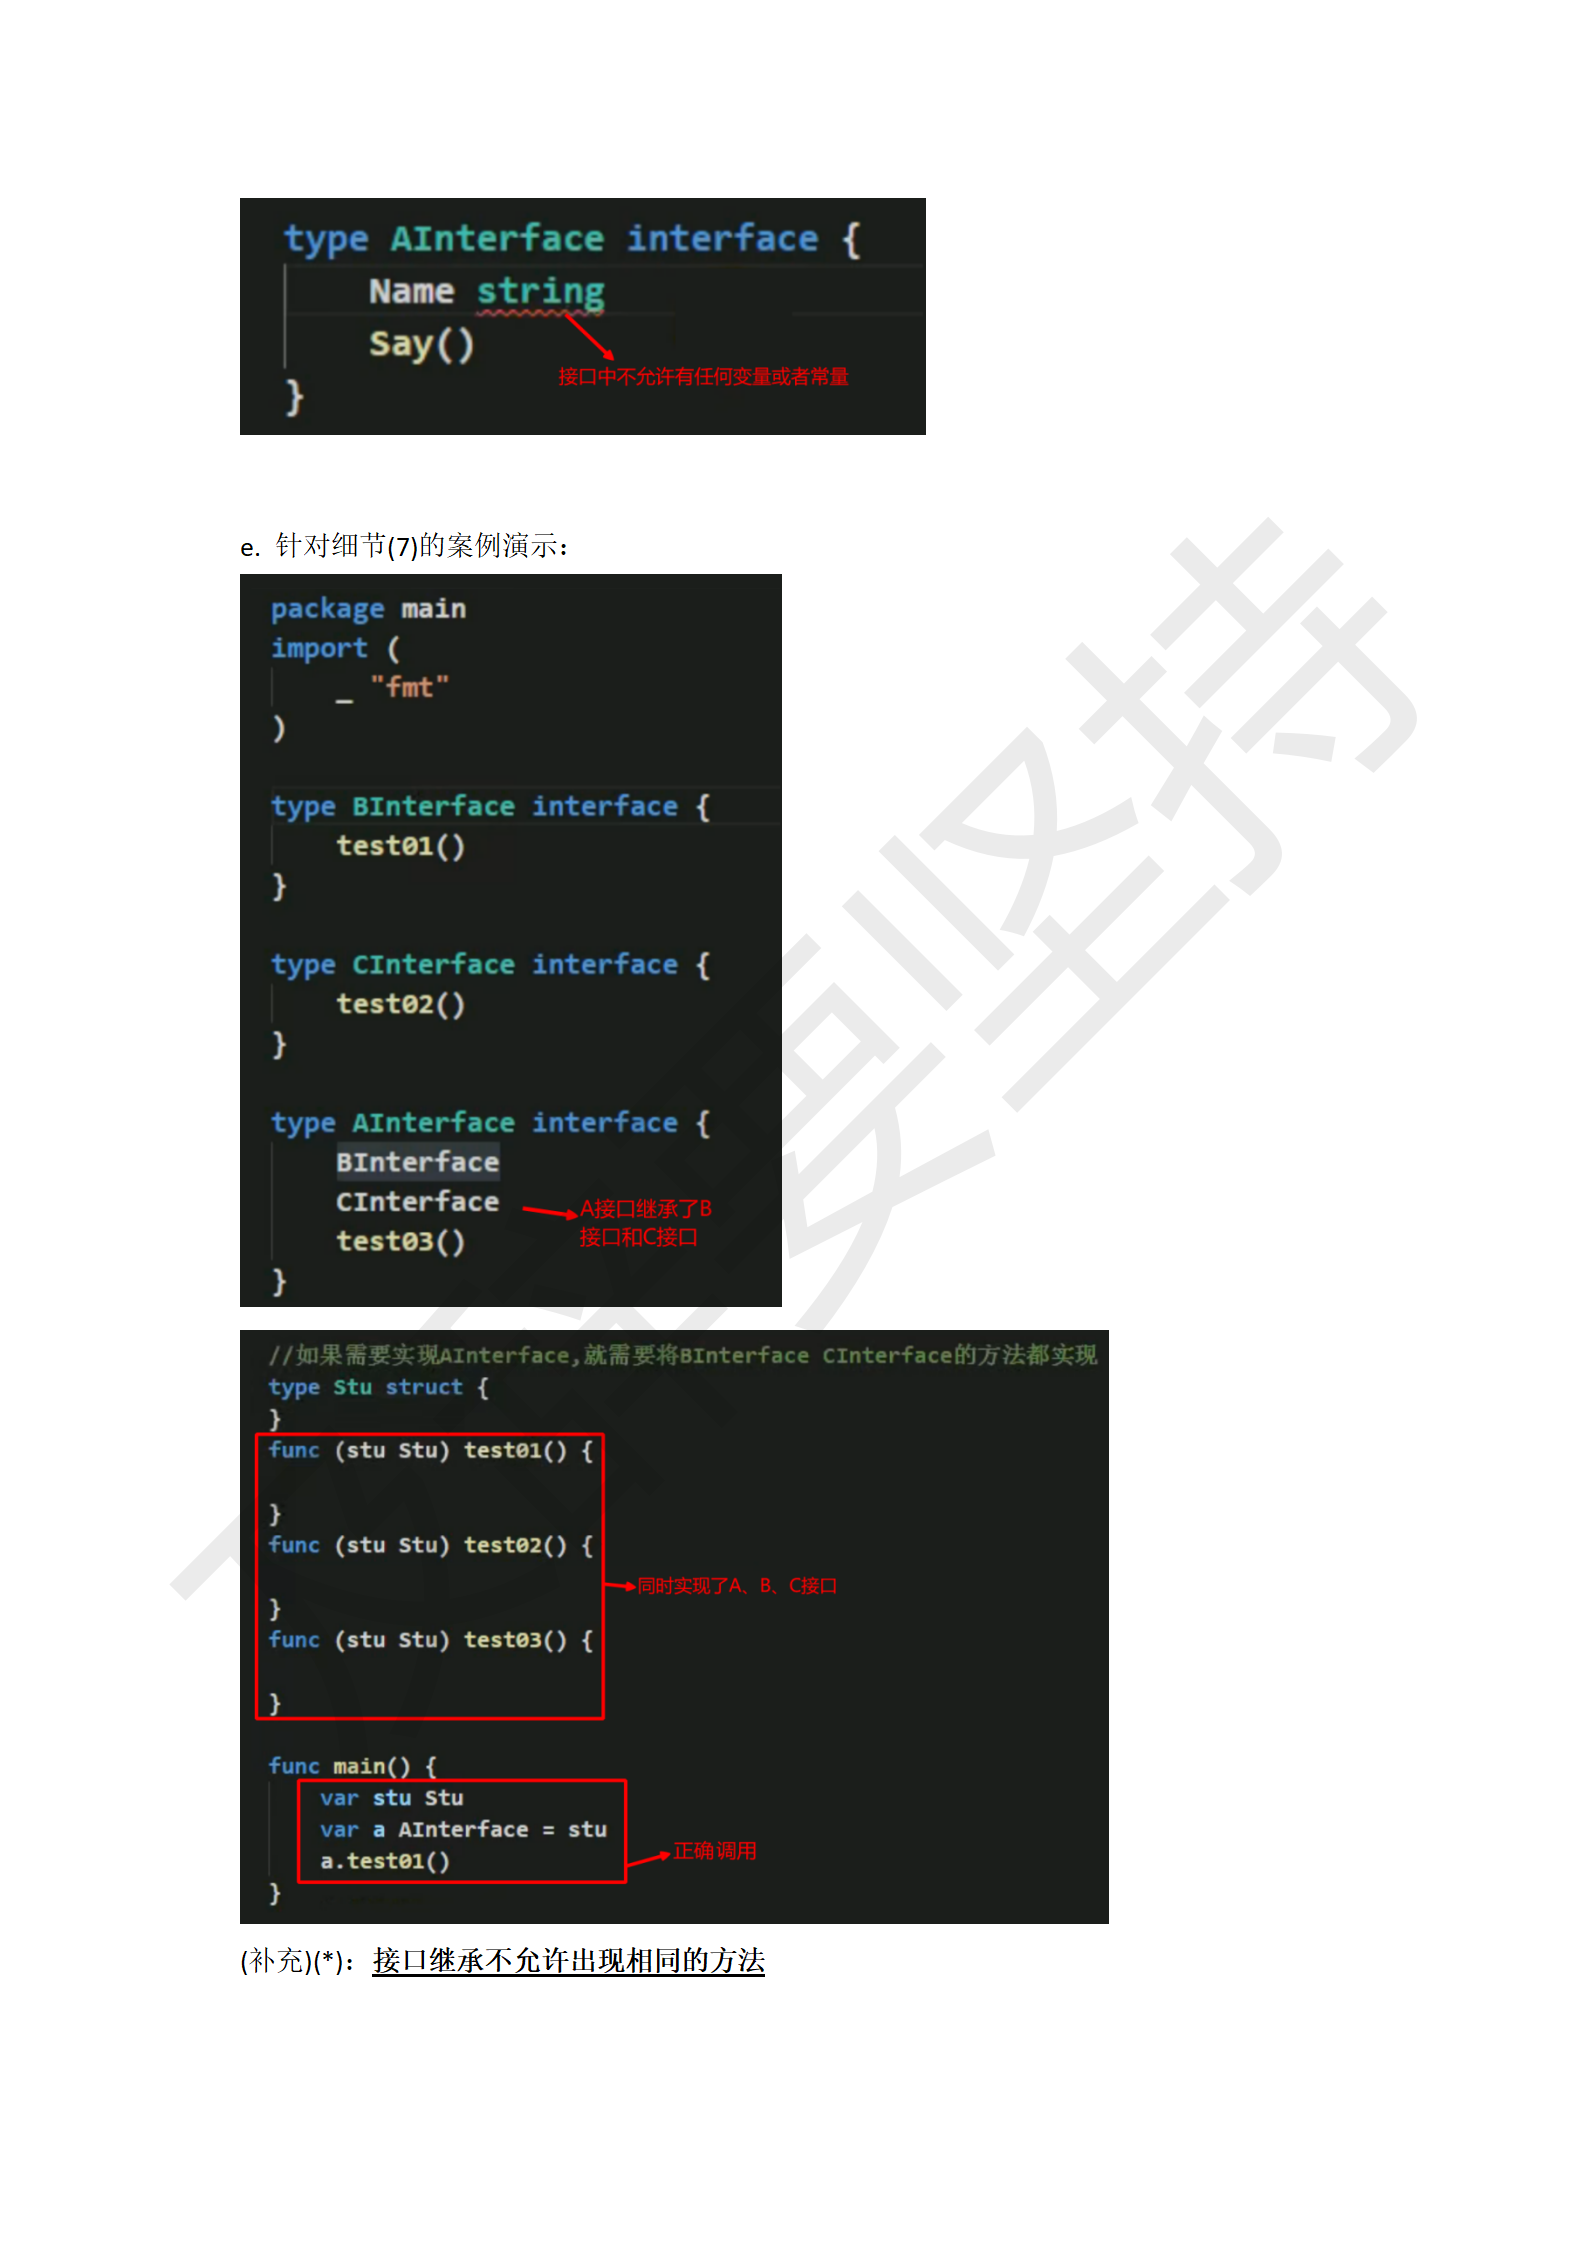 type AInterface interface {
Name string
Say()
接口中不允许有任何变量或者常量
}
e. 针对细节(7)的案例演示：
package main
import (
_ "fmt"
)
type BInterface interface {
test01()
}
type CInterface interface {
test02()
}
type AInterface interface {
BInterface
CInterface
test03()
A接口继承了B
接口和C接口
}
//如果需要实现AInterface,就需要将BInterface CInterface的方法都实现
type Stu struct {
}
func (stu Stu) test01() {
}
func (stu Stu) test02() {
同时实现了A、B、C接口
}
func (stu Stu) test03() {
}
func main() {
var stu Stu
var a AInterface = stu
a.test01()
正确调用
}
(补充)(*)：接口继承不允许出现相同的方法
要坚持